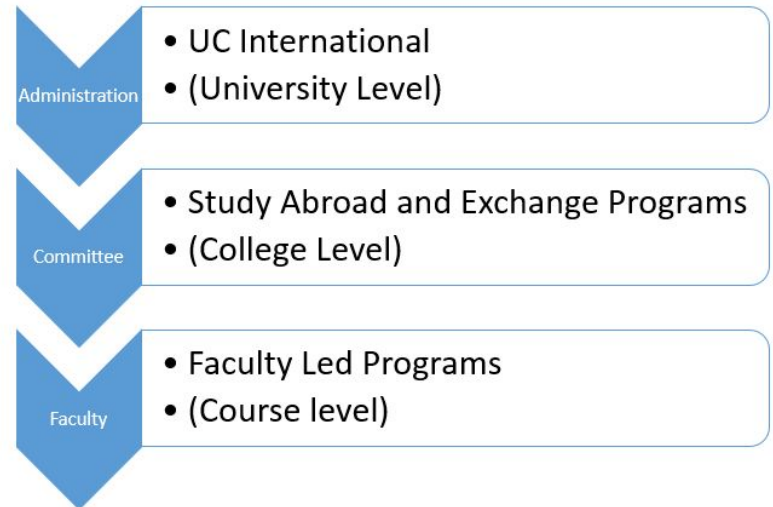 Administration
• UC International
• (University Level)
Committee
• Study Abroad and Exchange Programs
• (College Level)
Faculty
• Faculty Led Programs
• (Course level)